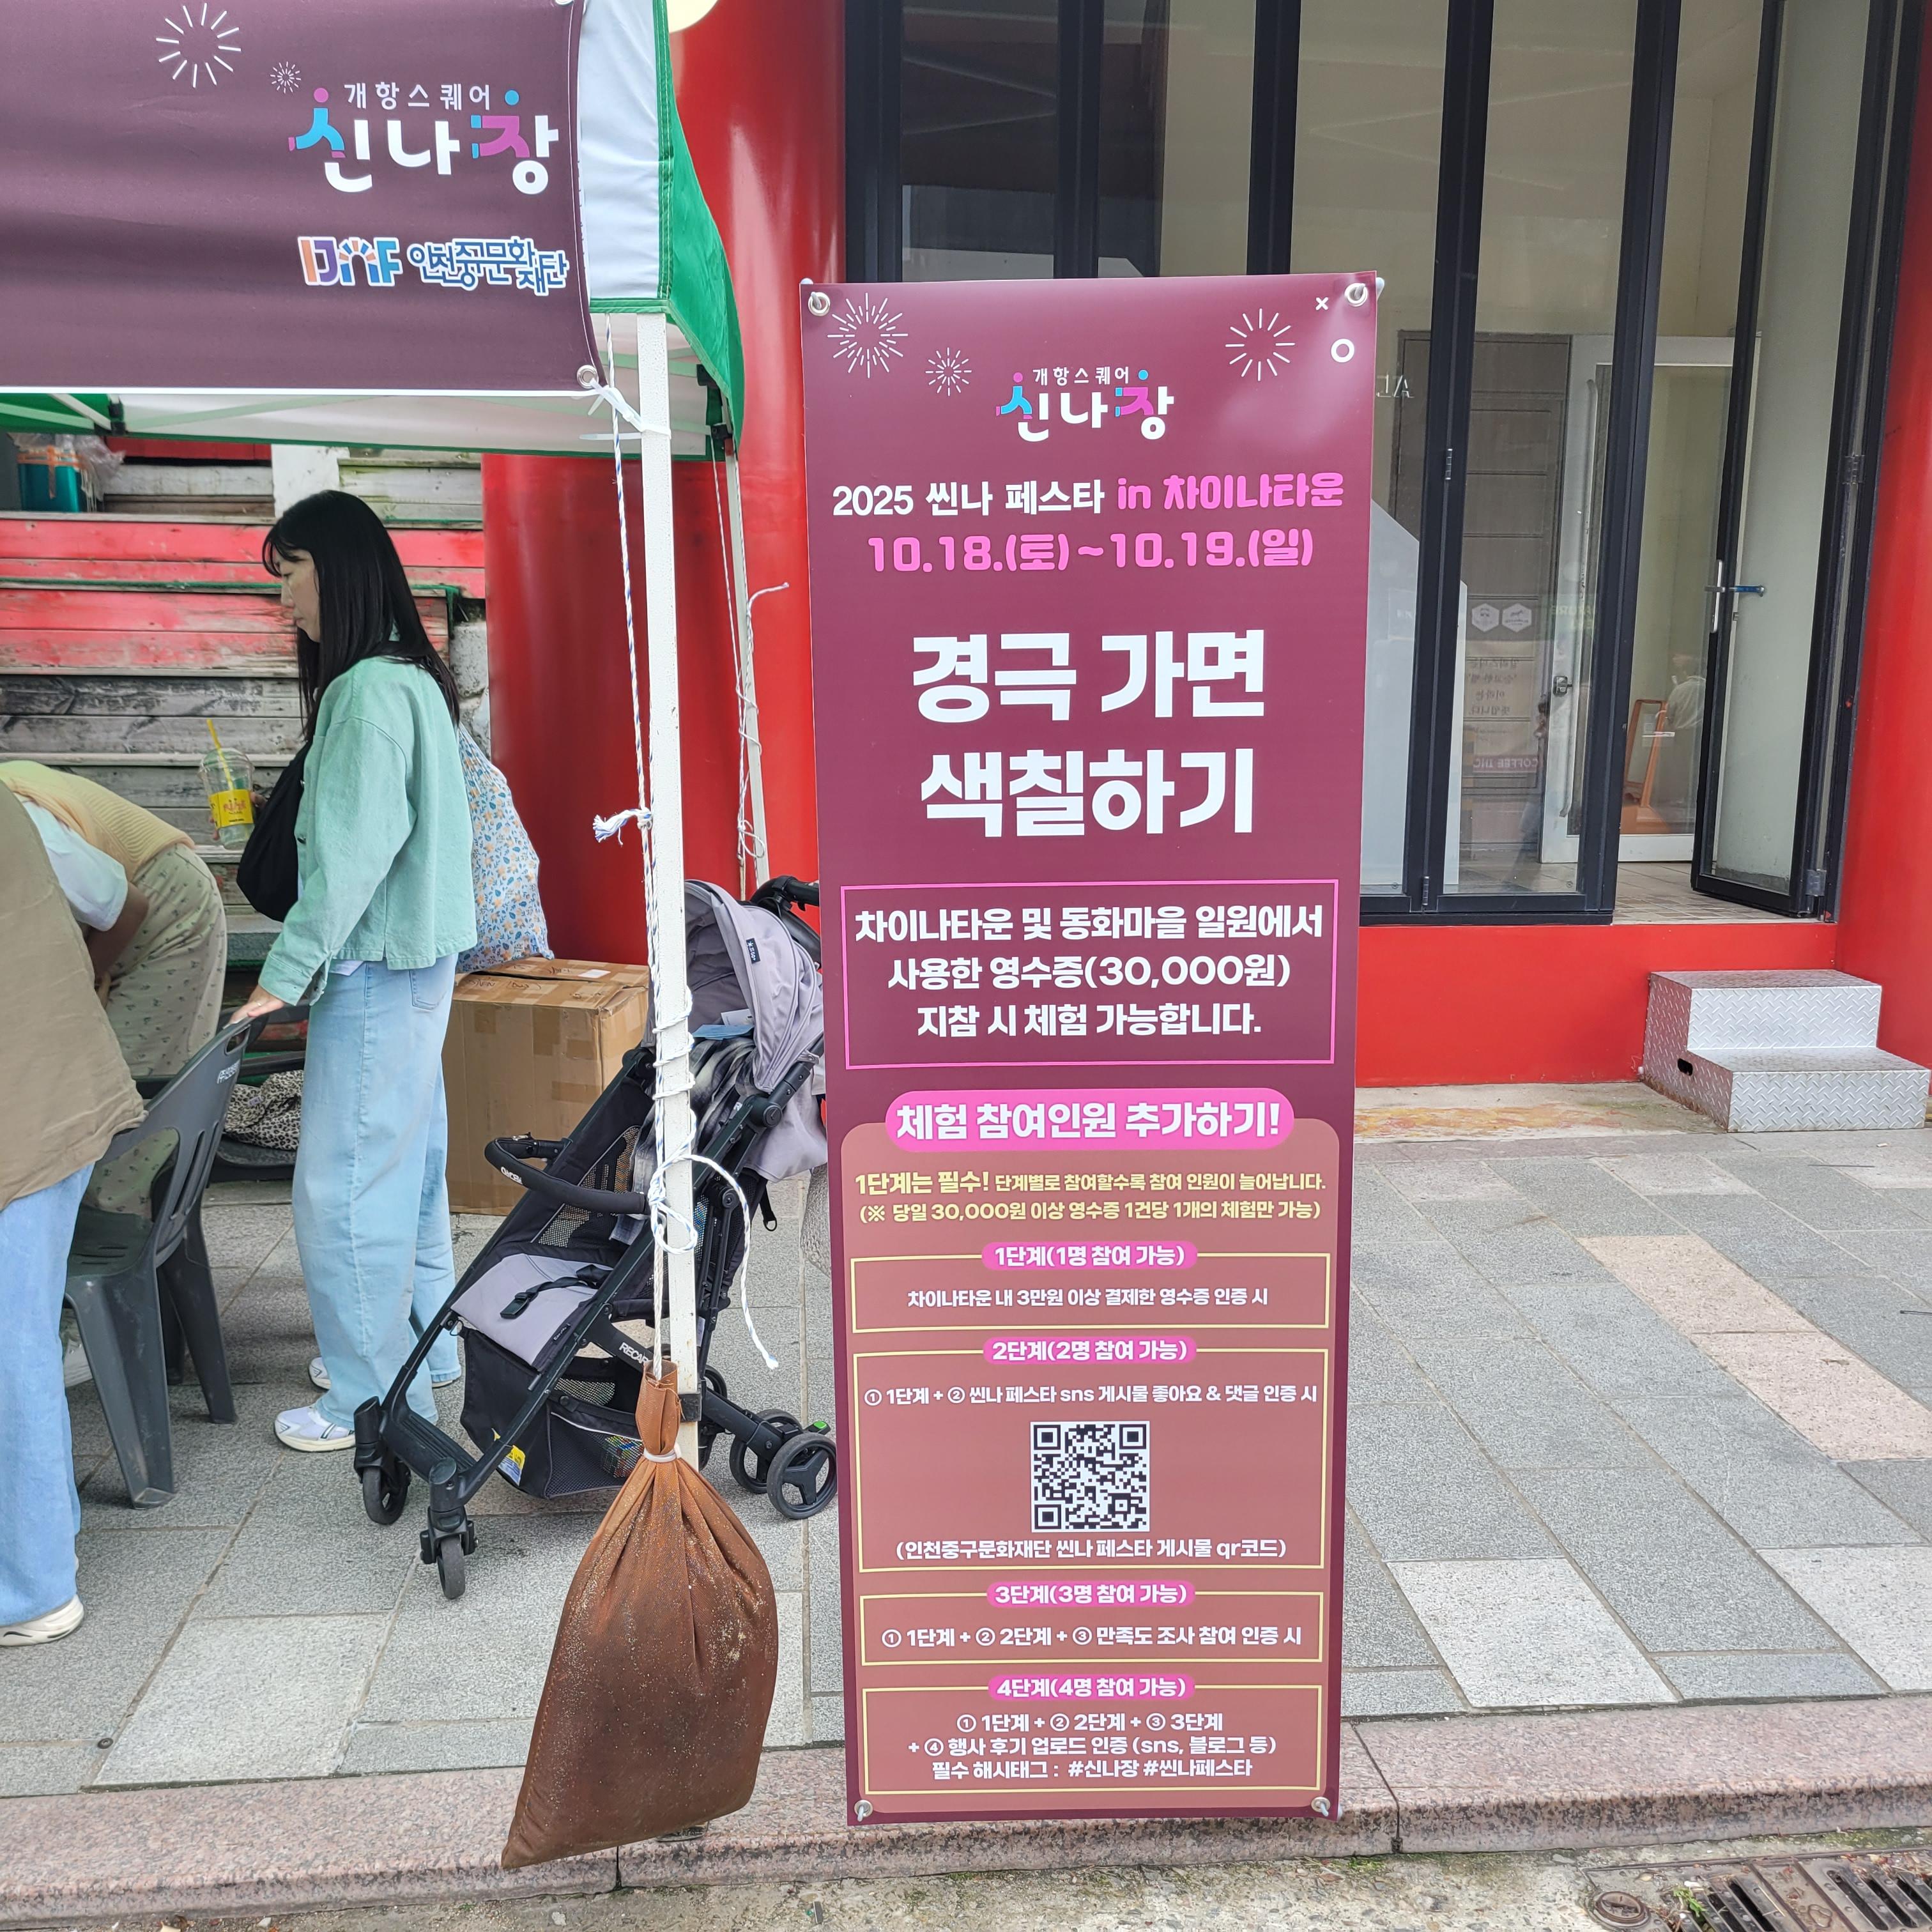 개항스퀘어
신나장
IJCF 인천중구문화재단
개항스퀘어
신나장
2025 씐나 페스타 in 차이나타운
10.18.(토)~10.19.(일)
경극 가면
색칠하기
차이나타운 및 동화마을 일원에서
사용한 영수증(30,000원)
지참 시 체험 가능합니다.
체험 참여인원 추가하기!
1단계는 필수! 단계별로 참여할수록 참여 인원이 늘어납니다.
(※ 당일 30,000원 이상 영수증 1건당 1개의 체험만 가능)
1단계(1명 참여 가능)
차이나타운 내 3만원 이상 결제한 영수증 인증 시
2단계(2명 참여 가능)
① 1단계 + ② 씐나 페스타 sns 게시물 좋아요 & 댓글 인증 시
(인천중구문화재단 씐나 페스타 게시물 qr코드)
3단계(3명 참여 가능)
① 1단계 + ② 2단계 + ③ 만족도 조사 참여 인증 시
4단계(4명 참여 가능)
① 1단계 + ② 2단계 + ③ 3단계
+ ④ 행사 후기 업로드 인증 (sns, 블로그 등)
필수 해시태그 : #신나장 #씐나페스타
RECARO